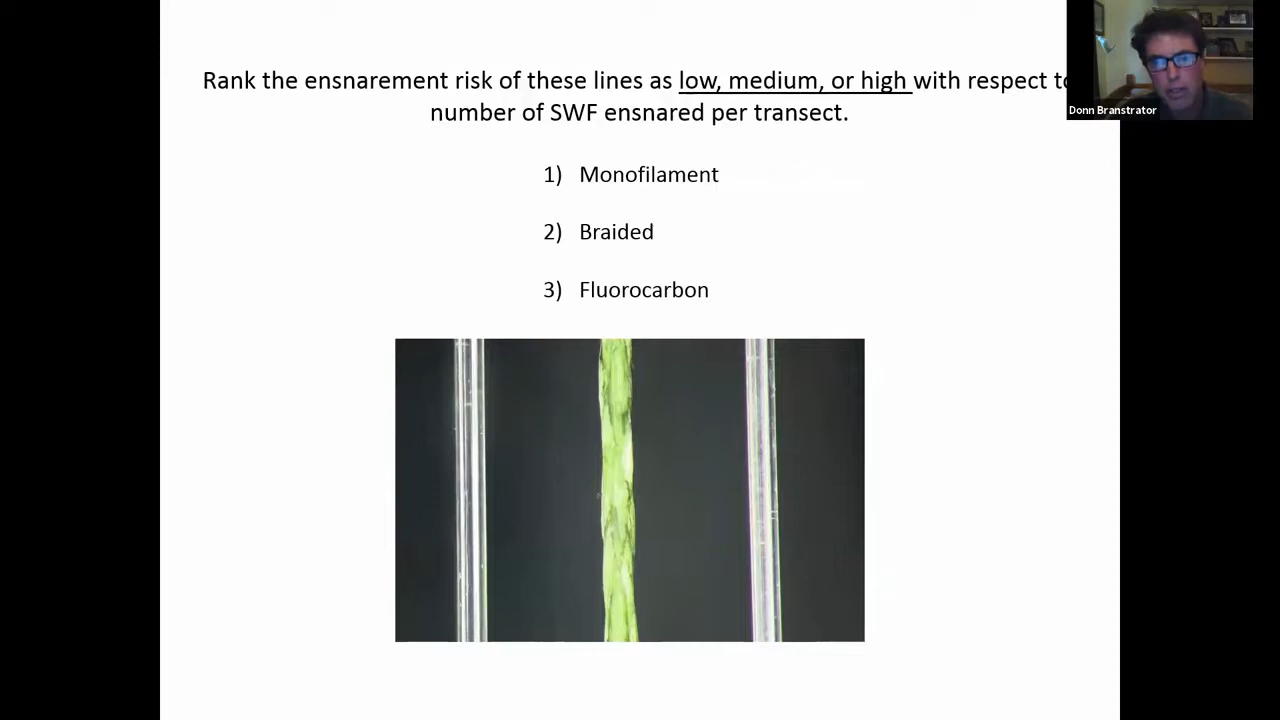 Rank the ensnarement risk of these lines as low, medium, or high with respect to
number of SWF ensnared per transect.
Donn Branstrator
1) Monofilament
2) Braided
3) Fluorocarbon